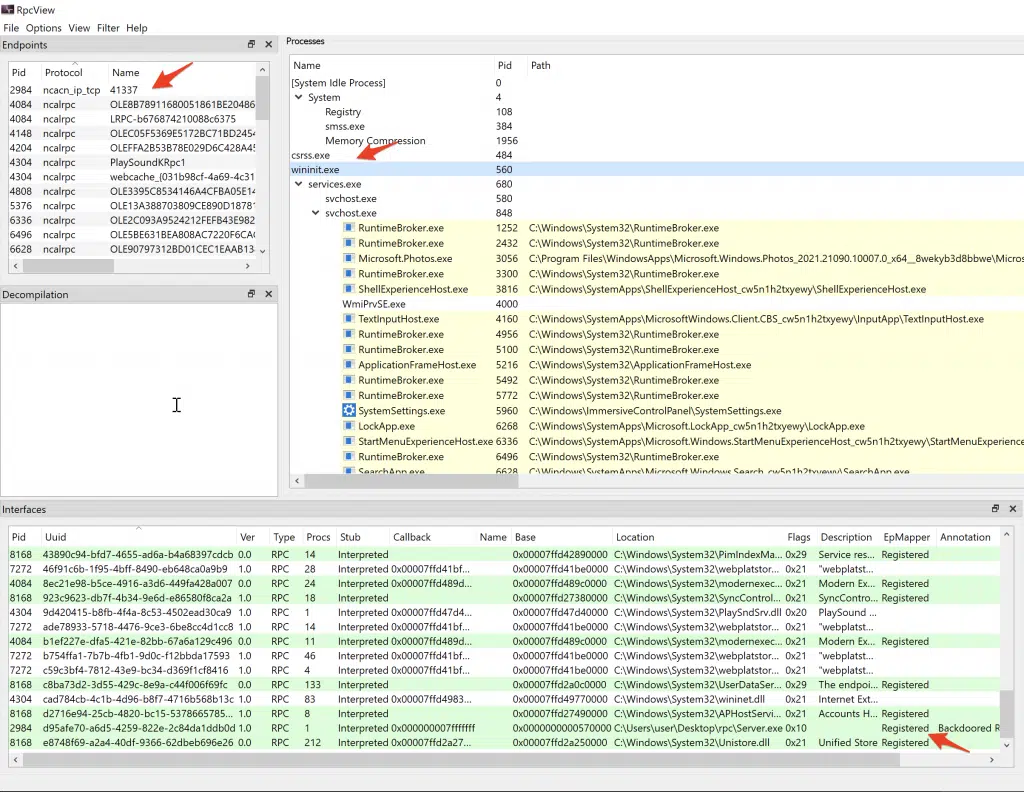 RpcView
File Options View Filter Help
Endpoints
Pid Protocol Name
2984 ncacn_ip_tcp 41337
4084 ncalrpc OLE8B78911680051861BE20486
4084 ncalrpc LRPC-b676874210088c6375
4148 ncalrpc OLEC05F5369E5172BC71BD2454
4204 ncalrpc OLEFFA2B53B78E029D6C428A45
4304 ncalrpc PlaySoundKRpc1
4304 ncalrpc webcache_{031b98cf-4a69-4c31
4808 ncalrpc OLE3395C8534146A4CFBA05E14
5376 ncalrpc OLE13A388703809CE890D18781
6336 ncalrpc OLE2C093A9524212FEFB43E982
6496 ncalrpc OLE5BE631BEA808AC7220F6CA
6628 ncalrpc OLE90797312BD01CEC1EAAB13
Decompilation
Processes
Name Pid Path
[System Idle Process] 0
System 4
Registry 108
smss.exe 384
Memory Compression 1956
csrss.exe 484
wininit.exe 560
services.exe 680
svchost.exe 580
svchost.exe 848
RuntimeBroker.exe 1252 C:\Windows\System32\RuntimeBroker.exe
RuntimeBroker.exe 2432 C:\Windows\System32\RuntimeBroker.exe
Microsoft.Photos.exe 3056 C:\Program Files\WindowsApps\Microsoft.Windows.Photos_2021.21090.10007.0_x64__8wekyb3d8bbwe\Micros
RuntimeBroker.exe 3300 C:\Windows\System32\RuntimeBroker.exe
ShellExperienceHost.exe 3816 C:\Windows\SystemApps\ShellExperienceHost_cw5n1h2txyewy\ShellExperienceHost.exe
WmiPrvSE.exe 4000
TextInputHost.exe 4160 C:\Windows\SystemApps\MicrosoftWindows.Client.CBS_cw5n1h2txyewy\InputApp\TextInputHost.exe
RuntimeBroker.exe 4956 C:\Windows\System32\RuntimeBroker.exe
RuntimeBroker.exe 5100 C:\Windows\System32\RuntimeBroker.exe
ApplicationFrameHost.exe 5216 C:\Windows\System32\ApplicationFrameHost.exe
RuntimeBroker.exe 5492 C:\Windows\System32\RuntimeBroker.exe
RuntimeBroker.exe 5772 C:\Windows\System32\RuntimeBroker.exe
SystemSettings.exe 5960 C:\Windows\ImmersiveControlPanel\SystemSettings.exe
LockApp.exe 6268 C:\Windows\SystemApps\Microsoft.LockApp_cw5n1h2txyewy\LockApp.exe
StartMenuExperienceHost.exe 6336 C:\Windows\SystemApps\Microsoft.Windows.StartMenuExperienceHost_cw5n1h2txyewy\StartMenuExperience
RuntimeBroker.exe 6496 C:\Windows\System32\RuntimeBroker.exe
SearchApp.exe 6628 C:\Windows\SystemApps\Microsoft.Windows.Search_cw5n1h2txyewy\SearchApp.exe
Interfaces
Pid Uuid Ver Type Procs Stub Callback Name Base Location Flags Description EpMapper Annotation
8168 43890c94-bfd7-4655-ad6a-b4a68397cdcb 0.0 RPC 14 Interpreted 0x00007ffd42890000 C:\Windows\System32\PimIndexMa... 0x29 Service res... Registered
7272 46f91c6b-1f95-4bff-8490-eb648ca0a9b9 1.0 RPC 28 Interpreted 0x00007ffd41bf... 0x00007ffd41be0000 C:\Windows\System32\webplatstor... 0x21 "webplatst...
4084 8ec21e98-b5ce-4916-a3d6-449fa428a007 0.0 RPC 24 Interpreted 0x00007ffd489d... 0x00007ffd489c0000 C:\Windows\System32\modernexec... 0x21 Modern Ex... Registered
8168 923c9623-db7f-4b34-9e6d-e86580f8ca2a 1.0 RPC 18 Interpreted 0x00007ffd27380000 C:\Windows\System32\SyncControl... 0x21 SyncContro... Registered
4304 9d420415-b8fb-4f4a-8c53-4502ead30ca9 1.0 RPC 1 Interpreted 0x00007ffd47d4... 0x00007ffd47d40000 C:\Windows\System32\PlaySndSrv.dll 0x20 PlaySound ...
7272 ade78933-5718-4476-9ce3-6be8cc4d1cc8 1.0 RPC 14 Interpreted 0x00007ffd41bf... 0x00007ffd41be0000 C:\Windows\System32\webplatstor... 0x21 "webplatst...
4084 b1ef227e-dfa5-421e-82bb-67a6a129c496 0.0 RPC 11 Interpreted 0x00007ffd489d... 0x00007ffd489c0000 C:\Windows\System32\modernexec... 0x21 Modern Ex... Registered
7272 b754ffa1-7b7b-4fb1-9d0c-f12bbda17593 1.0 RPC 46 Interpreted 0x00007ffd41bf... 0x00007ffd41be0000 C:\Windows\System32\webplatstor... 0x21 "webplatst...
7272 c59c3bf4-7812-43e9-bc34-d369f1cf8416 1.0 RPC 4 Interpreted 0x00007ffd41bf... 0x00007ffd41be0000 C:\Windows\System32\webplatstor... 0x21 "webplatst...
8168 c8ba73d2-3d55-429c-8e9a-c44f006f69fc 0.0 RPC 133 Interpreted 0x00007ffd2a0c0000 C:\Windows\System32\UserDataSer... 0x29 The endpoi... Registered
4304 cad784cb-4c1b-4d96-b8f7-4716b568b13c 1.0 RPC 83 Interpreted 0x00007ffd4983... 0x00007ffd49770000 C:\Windows\System32\wininet.dll 0x21 Internet Ext...
8168 d2716e94-25cb-4820-bc15-5378665785... 1.0 RPC 8 Interpreted 0x00007ffd27490000 C:\Windows\System32\APHostServi... 0x21 Accounts H... Registered
2984 d95afe70-a6d5-4259-822e-2c84da1ddb0d 1.0 RPC 1 Interpreted 0x000000007fffffff 0x0000000000570000 C:\Users\user\Desktop\rpc\Server.exe 0x10 Registered Backdoored R
8168 e8748f69-a2a4-40df-9366-62dbeb696e26 0.0 RPC 212 Interpreted 0x00007ffd2a27... 0x00007ffd2a250000 C:\Windows\System32\Unistore.dll 0x21 Unified Store Registered